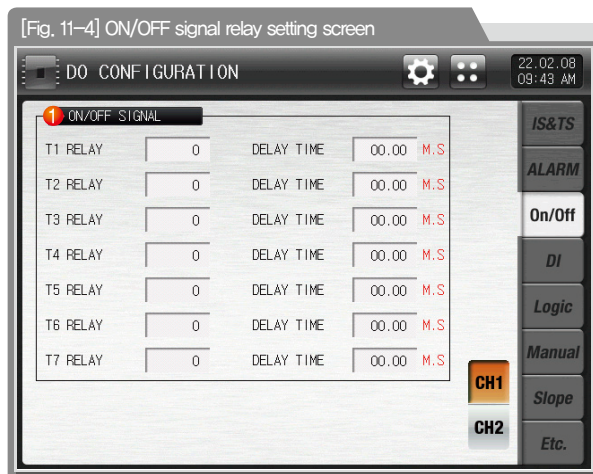 [Fig. 11-4] ON/OFF signal relay setting screen
DO CONFIGURATION
22.02.08
09:43 AM
1 ON/OFF SIGNAL
T1 RELAY 0 DELAY TIME 00.00 M.S
T2 RELAY 0 DELAY TIME 00.00 M.S
T3 RELAY 0 DELAY TIME 00.00 M.S
T4 RELAY 0 DELAY TIME 00.00 M.S
T5 RELAY 0 DELAY TIME 00.00 M.S
T6 RELAY 0 DELAY TIME 00.00 M.S
T7 RELAY 0 DELAY TIME 00.00 M.S
CH1
CH2
IS&TS
ALARM
On/Off
DI
Logic
Manual
Slope
Etc.